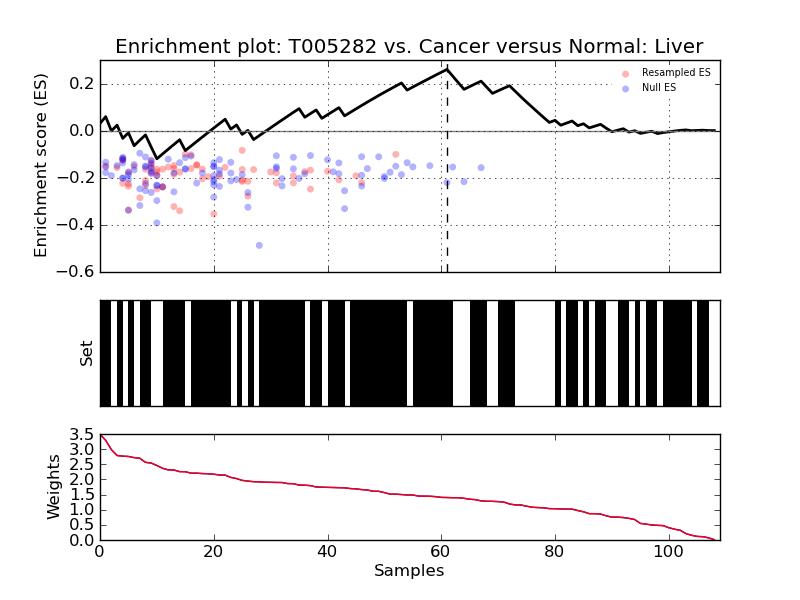 Enrichment plot: T005282 vs. Cancer versus Normal: Liver
Enrichment score (ES)
0.2
0.0
−0.2
−0.4
−0.6
Resampled ES
Null ES
Set
Weights
3.5
3.0
2.5
2.0
1.5
1.0
0.5
0.0
0 20 40 60 80 100
Samples